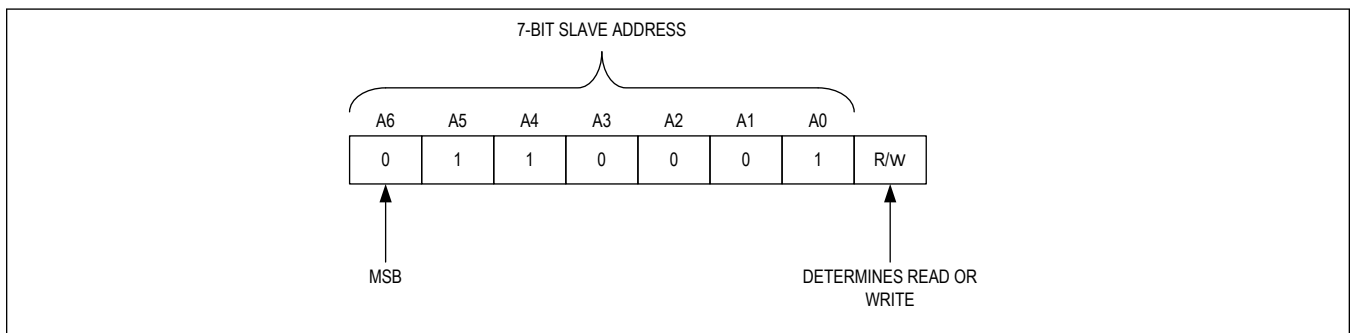 7-BIT SLAVE ADDRESS
A6 A5 A4 A3 A2 A1 A0
0 1 1 0 0 0 1 R/W
MSB
DETERMINES READ OR
WRITE